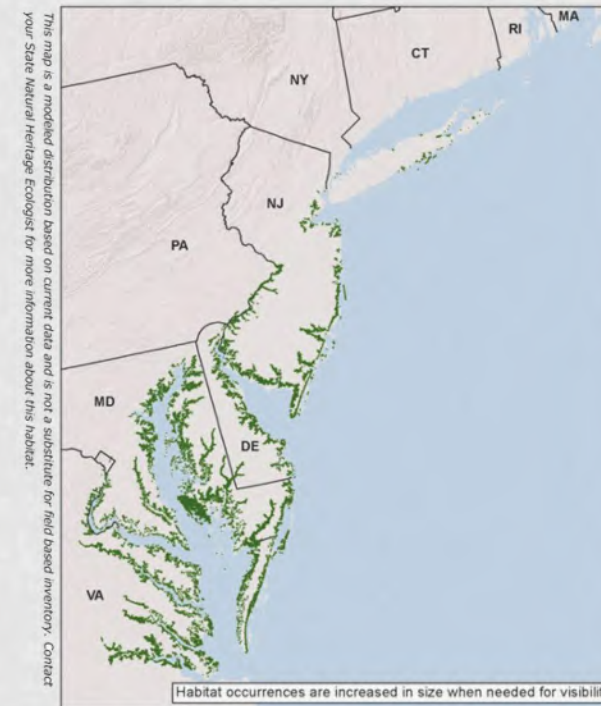 This map is a modeled distribution based on current data and is not a substitute for field based inventory. Contact
your State Natural Heritage Ecologist for more information about this habitat.
MA
RI
CT
NY
NJ
PA
MD
DE
VA
Habitat occurrences are increased in size when needed for visibilit